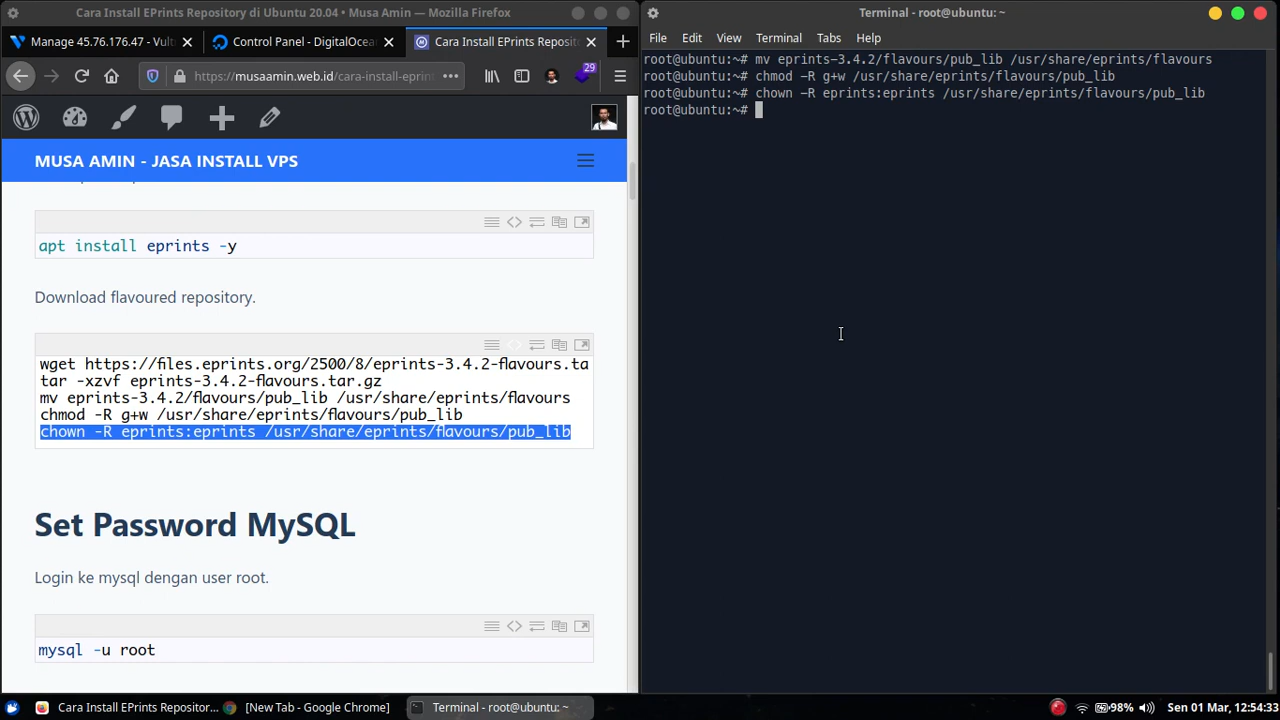 Cara Install EPrints Repository di Ubuntu 20.04 • Musa Amin — Mozilla Firefox
Manage 45.76.176.47 - Vult
Control Panel - DigitalOcea
Cara Install EPrints Reposit
https://musaamin.web.id/cara-install-eprint
29
MUSA AMIN - JASA INSTALL VPS
apt install eprints -y
Download flavoured repository.
wget https://files.eprints.org/2500/8/eprints-3.4.2-flavours.ta
tar -xzvf eprints-3.4.2-flavours.tar.gz
mv eprints-3.4.2/flavours/pub_lib /usr/share/eprints/flavours
chmod -R g+w /usr/share/eprints/flavours/pub_lib
chown -R eprints:eprints /usr/share/eprints/flavours/pub_lib
Set Password MySQL
Login ke mysql dengan user root.
mysql -u root
Terminal - root@ubuntu: ~
File Edit View Terminal Tabs Help
root@ubuntu:~# mv eprints-3.4.2/flavours/pub_lib /usr/share/eprints/flavours
root@ubuntu:~# chmod -R g+w /usr/share/eprints/flavours/pub_lib
root@ubuntu:~# chown -R eprints:eprints /usr/share/eprints/flavours/pub_lib
root@ubuntu:~#
Cara Install EPrints Repositor...
[New Tab - Google Chrome]
Terminal - root@ubuntu: ~
98%
Sen 01 Mar, 12:54:33